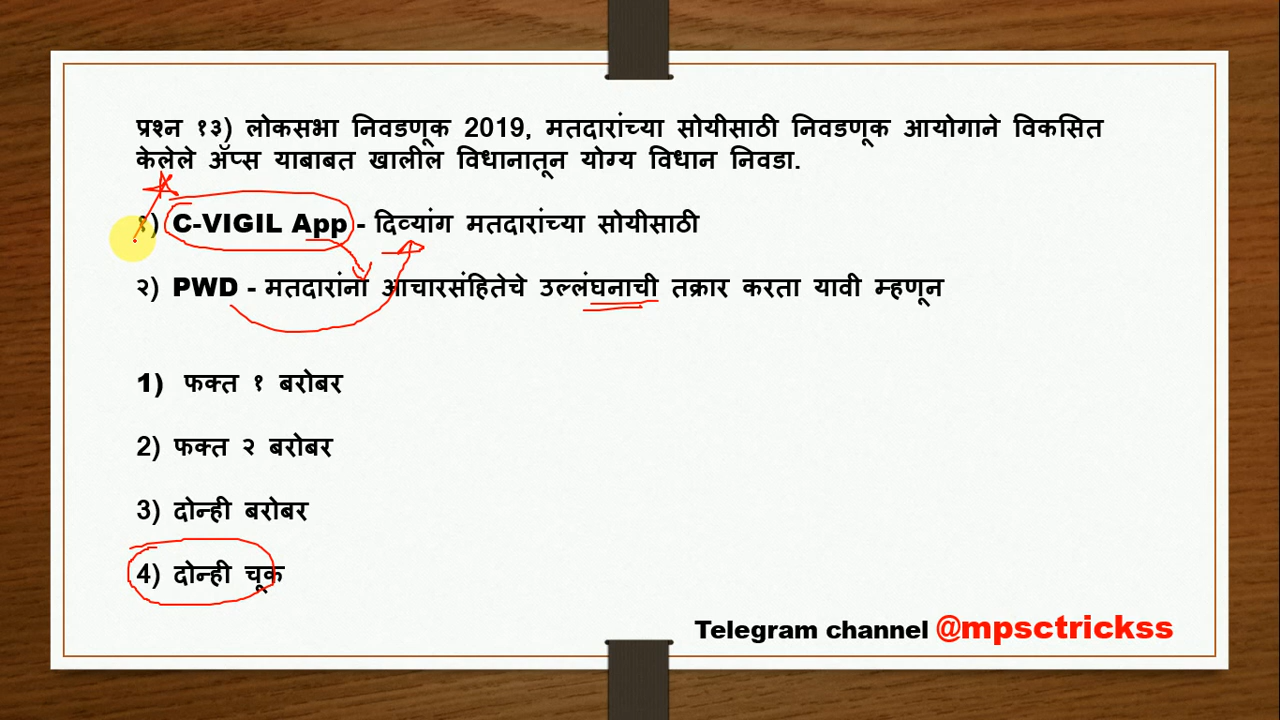 प्रश्न १३) लोकसभा निवडणूक 2019, मतदारांच्या सोयीसाठी निवडणूक आयोगाने विकसित
केलेले ॲप्स याबाबत खालील विधानातून योग्य विधान निवडा.
१) C-VIGIL App - दिव्यांग मतदारांच्या सोयीसाठी
२) PWD - मतदारांना आचारसंहितेचे उल्लंघनाची तक्रार करता यावी म्हणून
1) फक्त १ बरोबर
2) फक्त २ बरोबर
3) दोन्ही बरोबर
4) दोन्ही चूक
Telegram channel @mpsctrickss